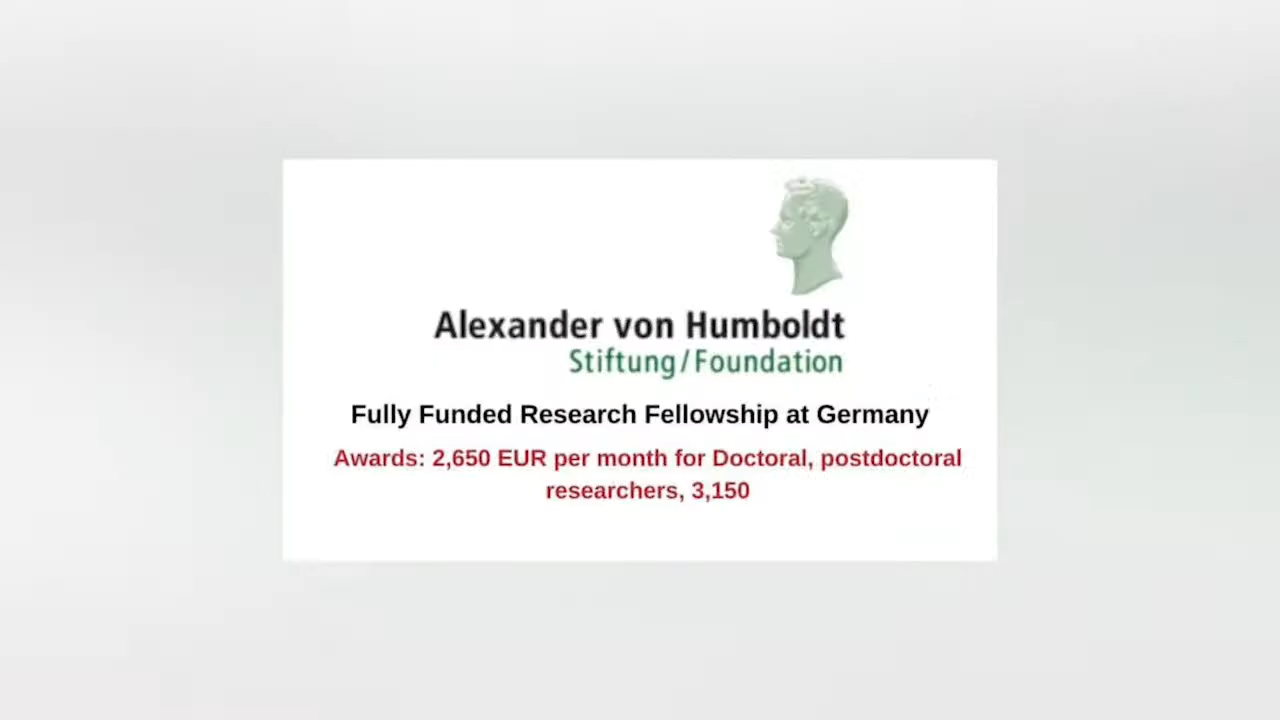 Alexander von Humboldt
Stiftung/Foundation
Fully Funded Research Fellowship at Germany
Awards: 2,650 EUR per month for Doctoral, postdoctoral
researchers, 3,150